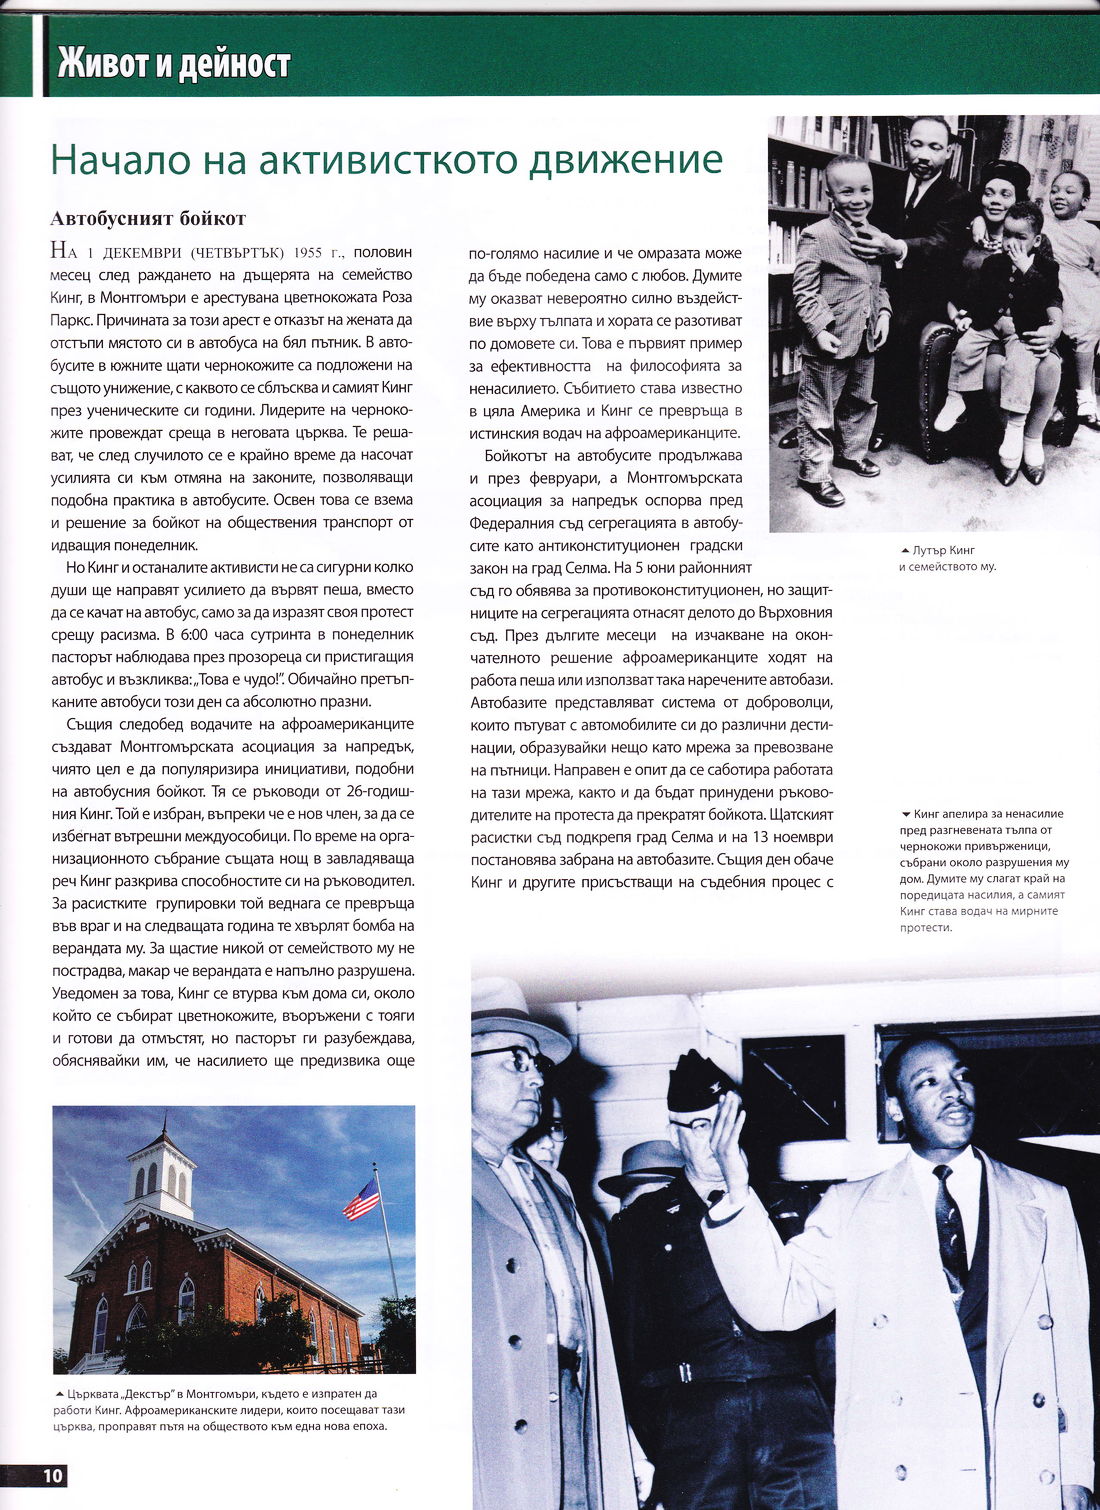 Живот и дейност
Начало на активисткото движение
Автобусният бойкот
На 1 декември (четвъртък) 1955 г., половин
месец след раждането на дъщерята на семейство
Кинг, в Монтгомъри е арестувана цветнокожата Роза
Паркс. Причината за този арест е отказът на жената да
отстъпи мястото си в автобуса на бял пътник. В авто-
бусите в южните щати чернокожите са подложени на
същото унижение, с каквото се сблъсква и самият Кинг
през ученическите си години. Лидерите на черноко-
жите провеждат среща в неговата църква. Те реша-
ват, че след случилото се е крайно време да насочат
усилията си към отмяна на законите, позволяващи
подобна практика в автобусите. Освен това се взема
и решение за бойкот на обществения транспорт от
идващия понеделник.
Но Кинг и останалите активисти не са сигурни колко
души ще направят усилието да вървят пеша, вместо
да се качат на автобус, само за да изразят своя протест
срещу расизма. В 6:00 часа сутринта в понеделник
пасторът наблюдава през прозореца си пристигащия
автобус и възкликва: „Това е чудо!”. Обичайно претъп-
каните автобуси този ден са абсолютно празни.
Същия следобед водачите на афроамериканците
създават Монтгомърската асоциация за напредък,
чиято цел е да популяризира инициативи, подобни
на автобусния бойкот. Тя се ръководи от 26-годиш-
ния Кинг. Той е избран, въпреки че е нов член, за да се
избегнат вътрешни междуособици. По време на орга-
низационното събрание същата нощ в завладяваща
реч Кинг разкрива способностите си на ръководител.
За расистките групировки той веднага се превръща
във враг и на следващата година те хвърлят бомба на
верандата му. За щастие никой от семейството му не
пострадва, макар че верандата е напълно разрушена.
Уведомен за това, Кинг се втурва към дома си, около
който се събират цветнокожите, въоръжени с тояги
и готови да отмъстят, но пасторът ги разубеждава,
обяснявайки им, че насилието ще предизвика още
по-голямо насилие и че омразата може
да бъде победена само с любов. Думите
му оказват невероятно силно въздейст-
вие върху тълпата и хората се разотиват
по домовете си. Това е първият пример
за ефективността на философията за
ненасилието. Събитието става известно
в цяла Америка и Кинг се превръща в
истинския водач на афроамериканците.
Бойкотът на автобусите продължава
и през февруари, а Монтгомърската
асоциация за напредък оспорва пред
Федералния съд сегрегацията в автобу-
сите като антиконституционен градски
закон на град Селма. На 5 юни районният
съд го обявява за противоконституционен, но защит-
ниците на сегрегацията отнасят делото до Върховния
съд. През дългите месеци на изчакване на окон-
чателното решение афроамериканците ходят на
работа пеша или използват така наречените автобази.
Автобазите представляват система от доброволци,
които пътуват с автомобилите си до различни дести-
нации, образувайки нещо като мрежа за превозване
на пътници. Направен е опит да се саботира работата
на тази мрежа, както и да бъдат принудени ръково-
дителите на протеста да прекратят бойкота. Щатският
расистки съд подкрепя град Селма и на 13 ноември
постановява забрана на автобазите. Същия ден обаче
Кинг и другите присъстващи на съдебния процес с
▲ Лутър Кинг
и семейството му.
▼ Кинг апелира за ненасилие
пред разгневената тълпа от
чернокожи привърженици,
събрани около разрушения му
дом. Думите му слагат край на
поредицата насилия, а самият
Кинг става водач на мирните
протести.
▲ Църквата „Декстър” в Монтгомъри, където е изпратен да
работи Кинг. Афроамериканските лидери, които посещават тази
църква, проправят пътя на обществото към една нова епоха.
10